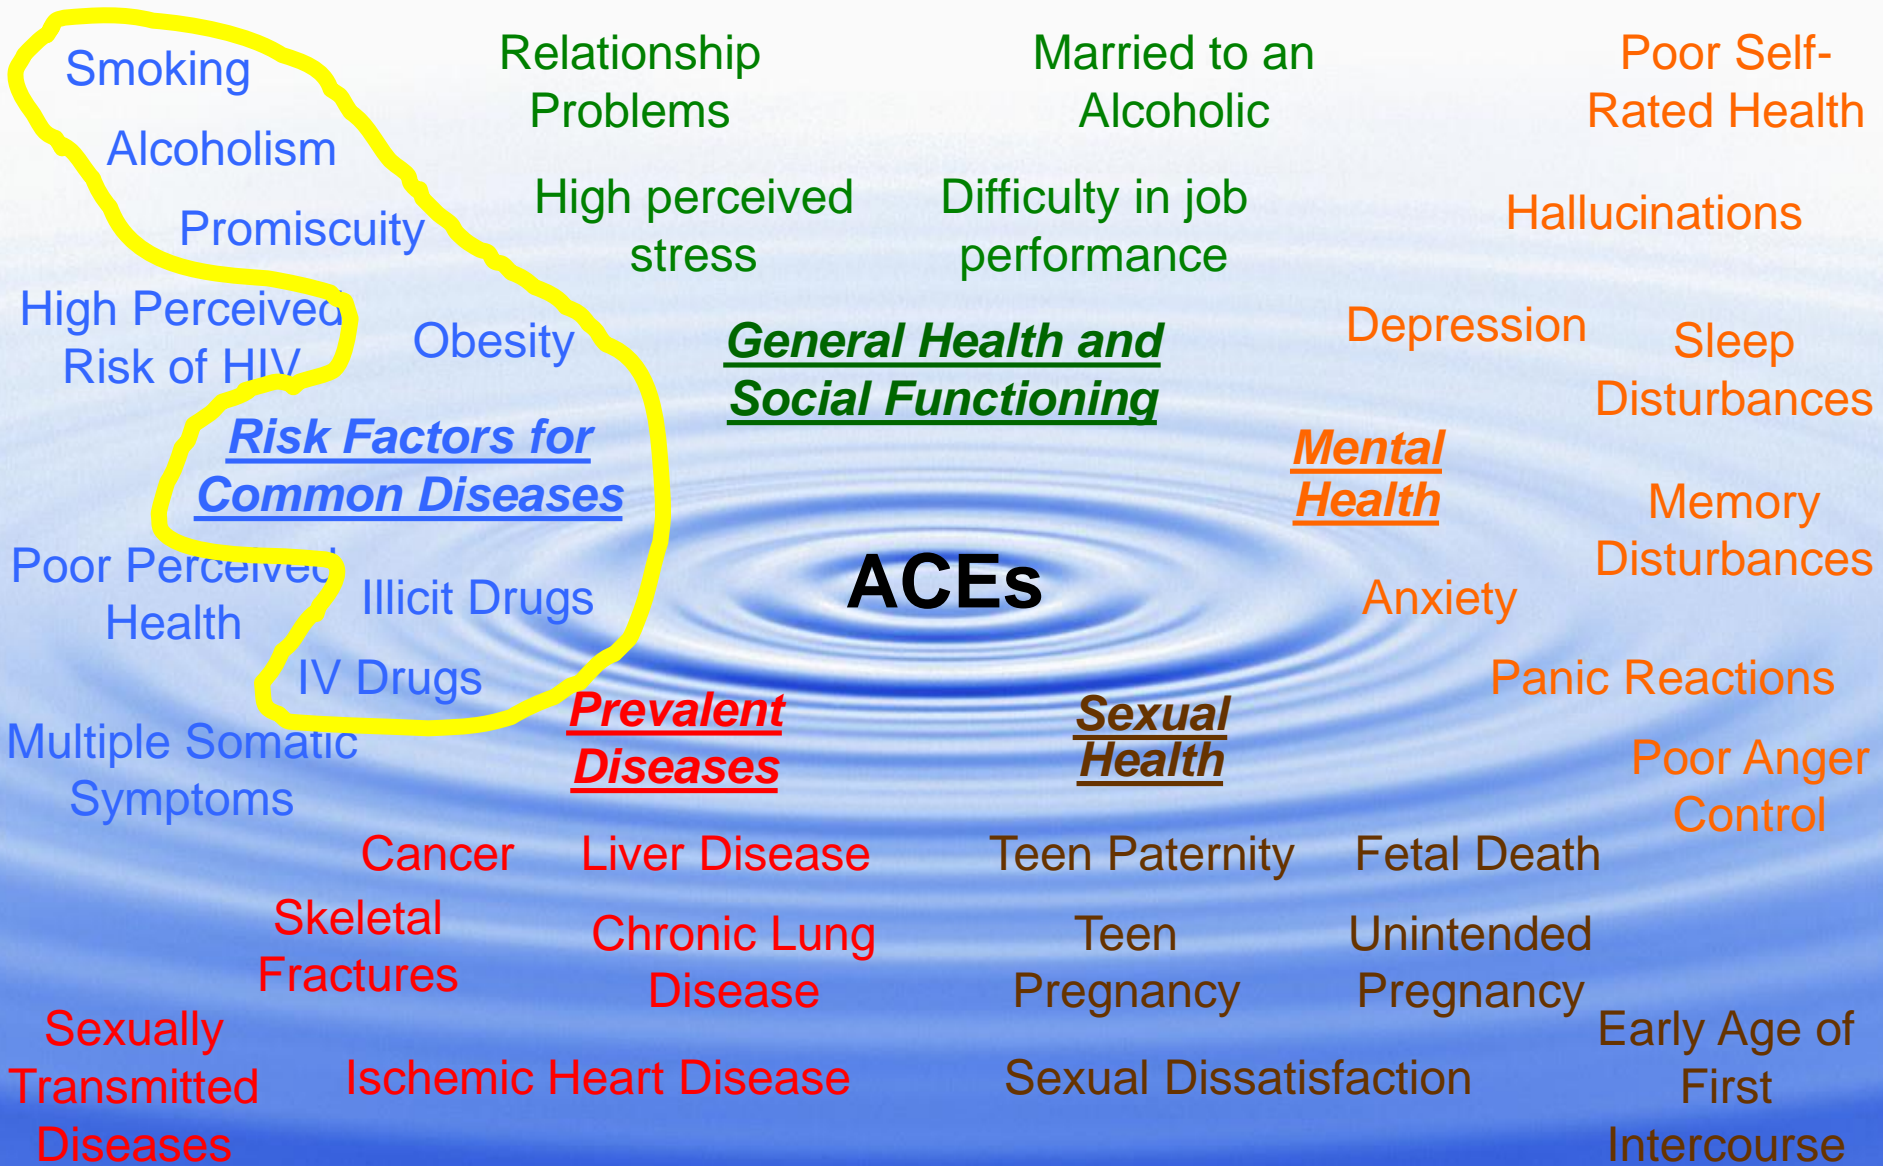 Smoking
Alcoholism
Promiscuity
High Perceived
Risk of HIV
Obesity
Risk Factors for
Common Diseases
Poor Perceived
Health
Illicit Drugs
IV Drugs
Multiple Somatic
Symptoms
Relationship
Problems
Married to an
Alcoholic
High perceived
stress
Difficulty in job
performance
General Health and
Social Functioning
Poor Self-
Rated Health
Hallucinations
Depression
Sleep
Disturbances
Mental
Health
Memory
Disturbances
Anxiety
Panic Reactions
Poor Anger
Control
ACEs
Prevalent
Diseases
Cancer
Liver Disease
Skeletal
Fractures
Chronic Lung
Disease
Sexually
Transmitted
Diseases
Ischemic Heart Disease
Sexual
Health
Teen Paternity
Fetal Death
Teen
Pregnancy
Unintended
Pregnancy
Sexual Dissatisfaction
Early Age of
First
Intercourse